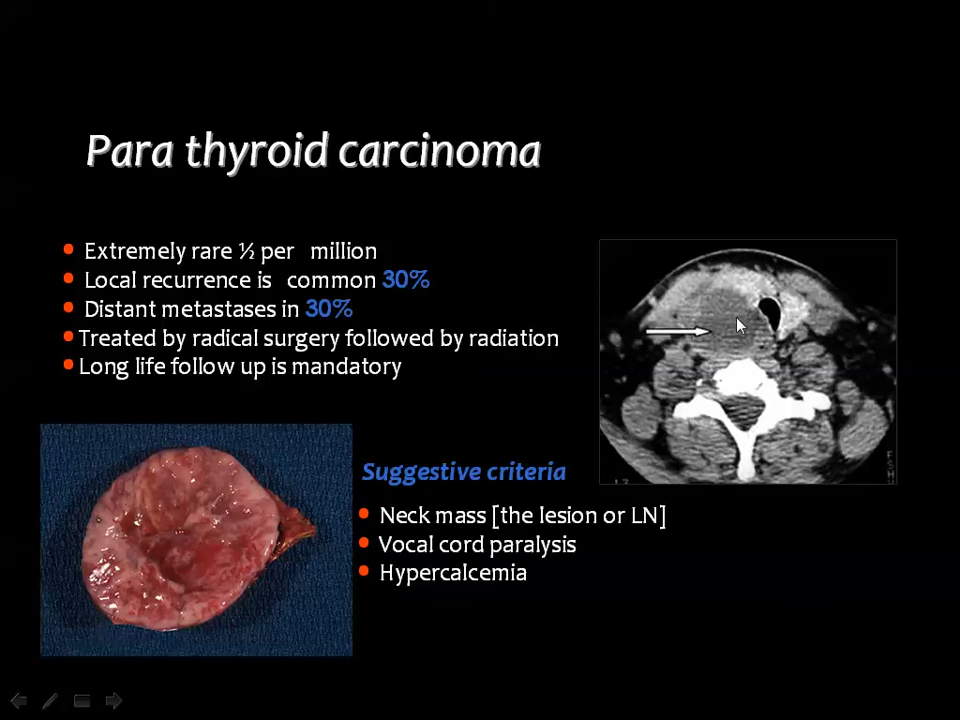 Para thyroid carcinoma
Extremely rare ½ per million
Local recurrence is common 30%
Distant metastases in 30%
Treated by radical surgery followed by radiation
Long life follow up is mandatory
Suggestive criteria
Neck mass [the lesion or LN]
Vocal cord paralysis
Hypercalcemia